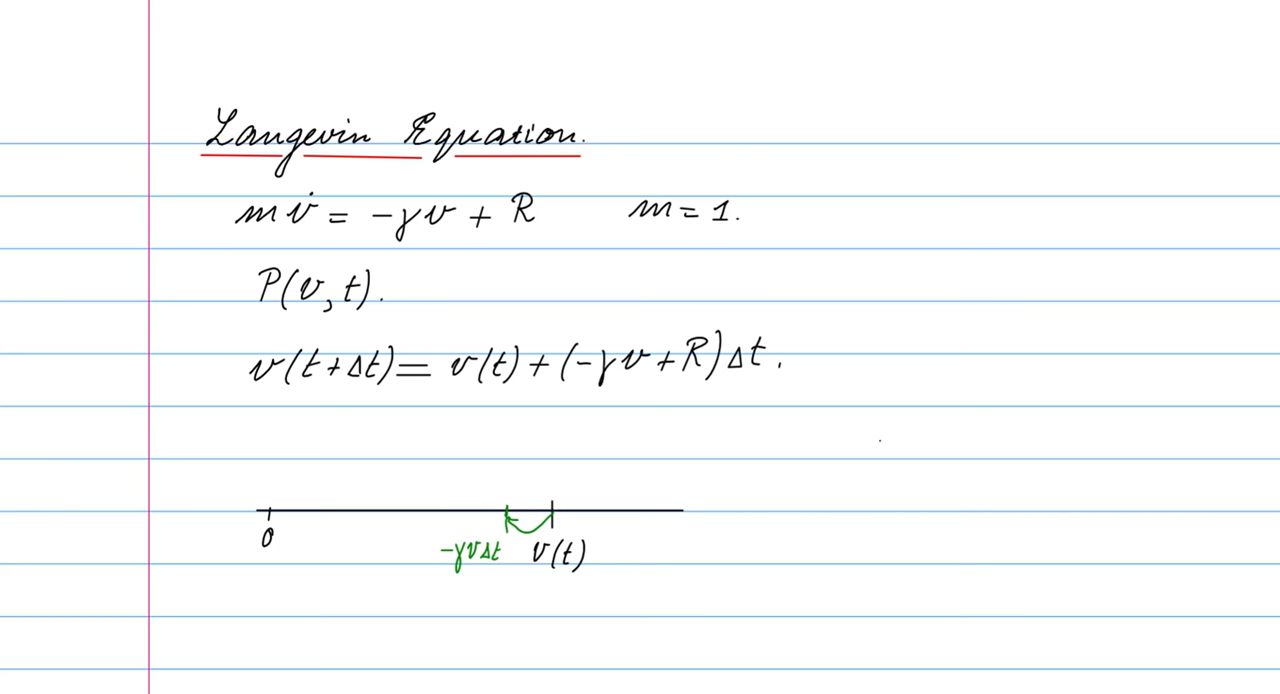 Langevin Equation.
mv̇ = -γv + R    m = 1.
P(v, t).
v(t+Δt) = v(t) + (-γv + R)Δt.
0    -γvΔt    v(t)